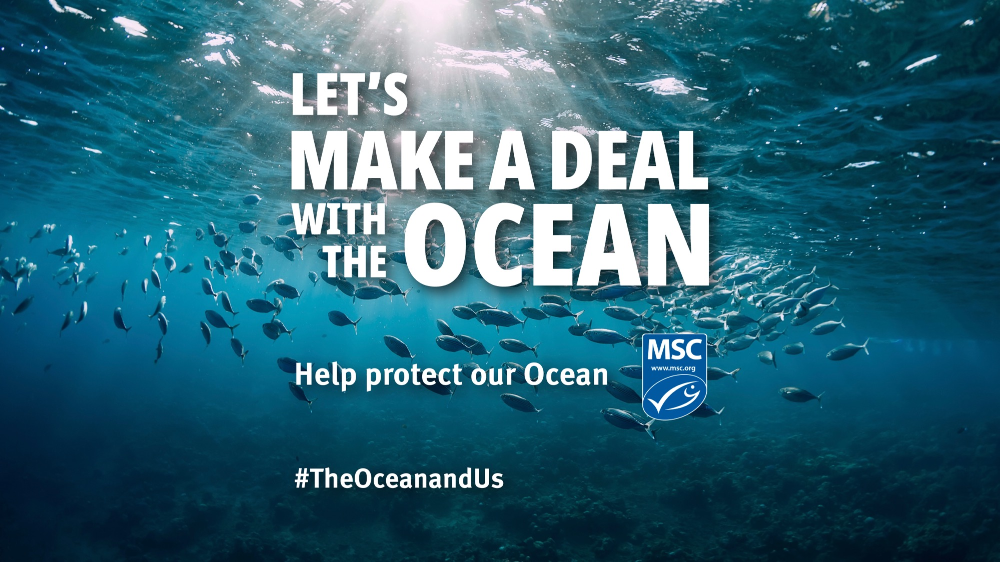 LET'S
MAKE A DEAL
WITH
THE
OCEAN
Help protect our Ocean
MSC
www.msc.org
#TheOceanandUs